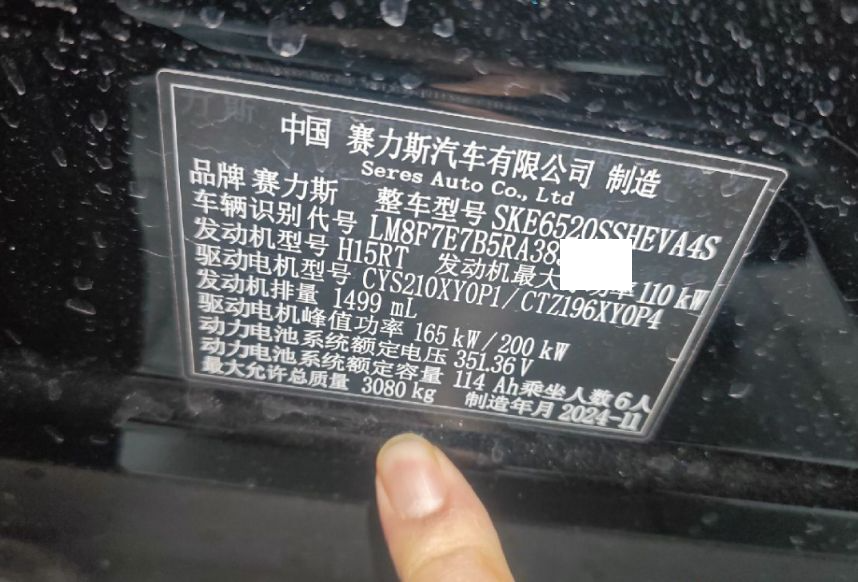 中国 赛力斯汽车有限公司 制造
Seres Auto Co., Ltd
品牌 赛力斯 整车型号 SKE6520SSHEVA4S
车辆识别代号 LM8F7E7B5RA38
发动机型号 H15RT 发动机最大 功率 110 kW
驱动电机型号 CYS210XY0P1/CTZ196XY0P4
发动机排量 1499 mL
驱动电机峰值功率 165 kW/200 kW
动力电池系统额定电压 351.36 V
动力电池系统额定容量 114 Ah 乘坐人数 6人
最大允许总质量 3080 kg 制造年月 2024-11